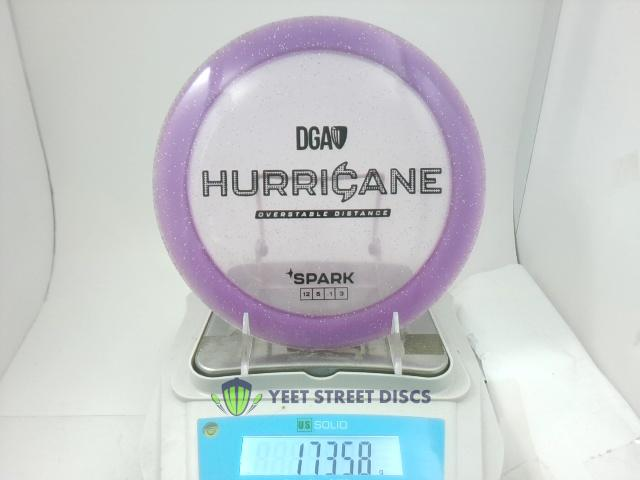 DGA
HURRICANE
OVERSTABLE DISTANCE
SPARK
12 5 1 3
YEET STREET DISCS
US SOLID
173.58 g